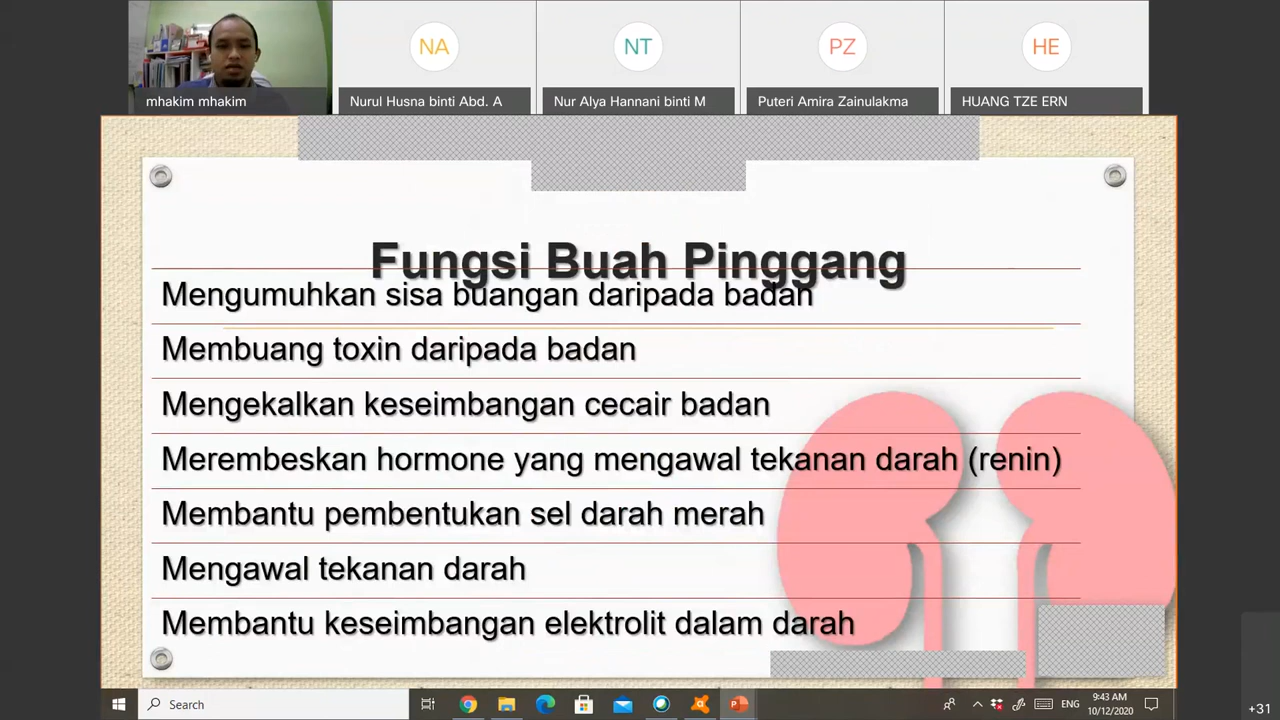 NA
NT
PZ
HE
mhakim mhakim
Nurul Husna binti Abd. A
Nur Alya Hannani binti M
Puteri Amira Zainulakma
HUANG TZE ERN
Fungsi Buah Pinggang
Mengumuhkan sisa buangan daripada badan
Membuang toxin daripada badan
Mengekalkan keseimbangan cecair badan
Merembeskan hormone yang mengawal tekanan darah (renin)
Membantu pembentukan sel darah merah
Mengawal tekanan darah
Membantu keseimbangan elektrolit dalam darah
Search
ENG
9:43 AM
10/12/2020
+31